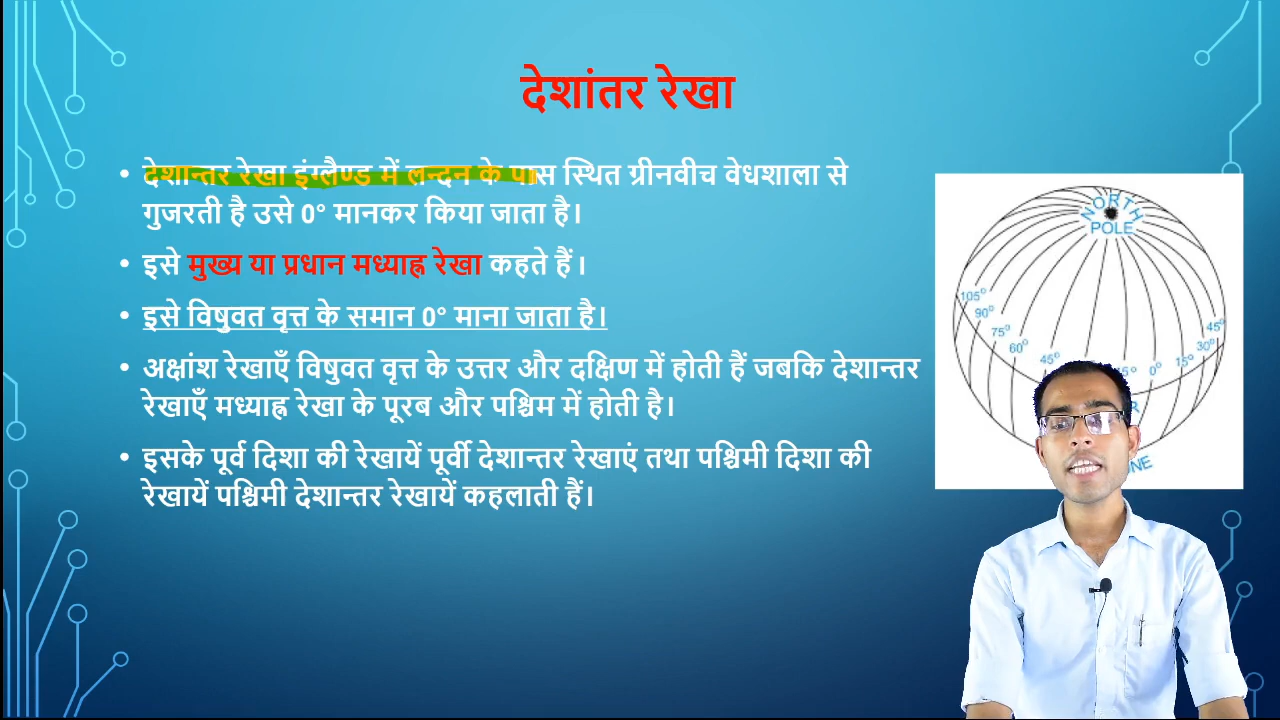 देशांतर रेखा
• देशान्तर रेखा इंग्लैण्ड में लन्दन के पास स्थित ग्रीनवीच वेधशाला से
गुजरती है उसे 0° मानकर किया जाता है।
• इसे मुख्य या प्रधान मध्याह्न रेखा कहते हैं।
• इसे विषुवत वृत्त के समान 0° माना जाता है।
• अक्षांश रेखाएँ विषुवत वृत्त के उत्तर और दक्षिण में होती हैं जबकि देशान्तर
रेखाएँ मध्याह्न रेखा के पूरब और पश्चिम में होती है।
• इसके पूर्व दिशा की रेखायें पूर्वी देशान्तर रेखाएं तथा पश्चिमी दिशा की
रेखायें पश्चिमी देशान्तर रेखायें कहलाती हैं।
NORTH
POLE
105°
90°
75°
60°
45°
0°
15°
30°
45°